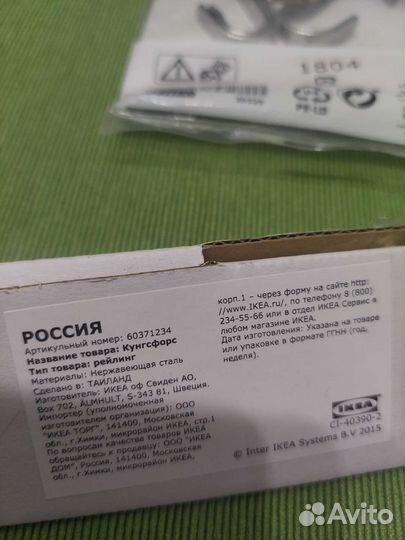 1804
PE-LD
РОССИЯ
Артикульный номер: 60371234
Название товара: Кунгсфорс
Тип товара: рейлинг
Материалы: Нержавеющая сталь
Сделано в: ТАИЛАНД
Изготовитель: ИКЕА оф Свиден АО,
Box 702, ÄLMHULT, S-343 81, Швеция.
Импортер (уполномоченная
изготовителем организация): ООО
"ИКЕА ТОРГ", 141400, Московская
обл., г.Химки, микрорайон ИКЕА, стр.1
По вопросам качества товаров ИКЕА
обращайтесь к продавцу: ООО "ИКЕА
ДОМ", Россия, 141400, Московская
обл., г.Химки, микрорайон ИКЕА,
корп.1 – через форму на сайте http:
//www.IKEA.ru/, по телефону 8 (800)
234-55-66 или в отдел ИКЕА Сервис в
любом магазине ИКЕА.
Дата изготовления: Указана на товаре
или упаковке в формате ГГНН (год,
неделя).
IKEA
CI-40390-2
© Inter IKEA Systems B.V 2015
Avito